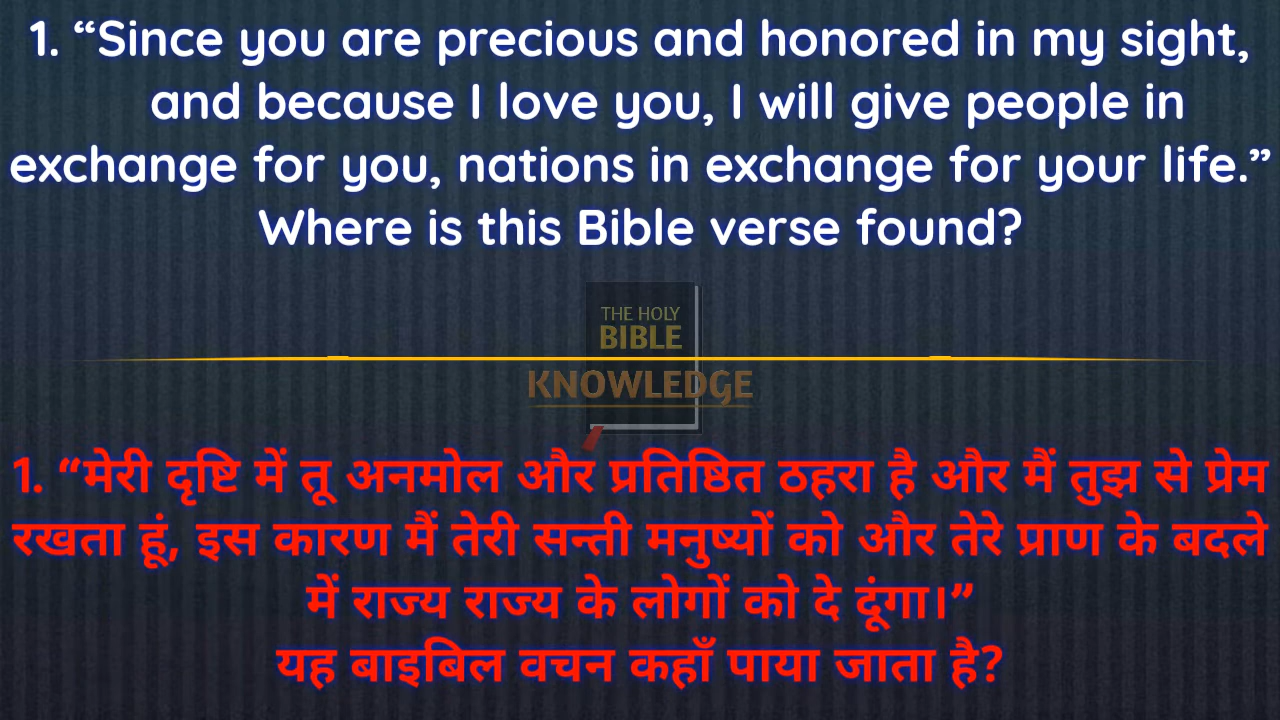 1. “Since you are precious and honored in my sight,
and because I love you, I will give people in
exchange for you, nations in exchange for your life.”
Where is this Bible verse found?
THE HOLY
BIBLE
KNOWLEDGE
1. “मेरी दृष्टि में तू अनमोल और प्रतिष्ठित ठहरा है और मैं तुझ से प्रेम
रखता हूं, इस कारण मैं तेरी सन्ती मनुष्यों को और तेरे प्राण के बदले
में राज्य राज्य के लोगों को दे दूंगा।”
यह बाइबिल वचन कहाँ पाया जाता है?